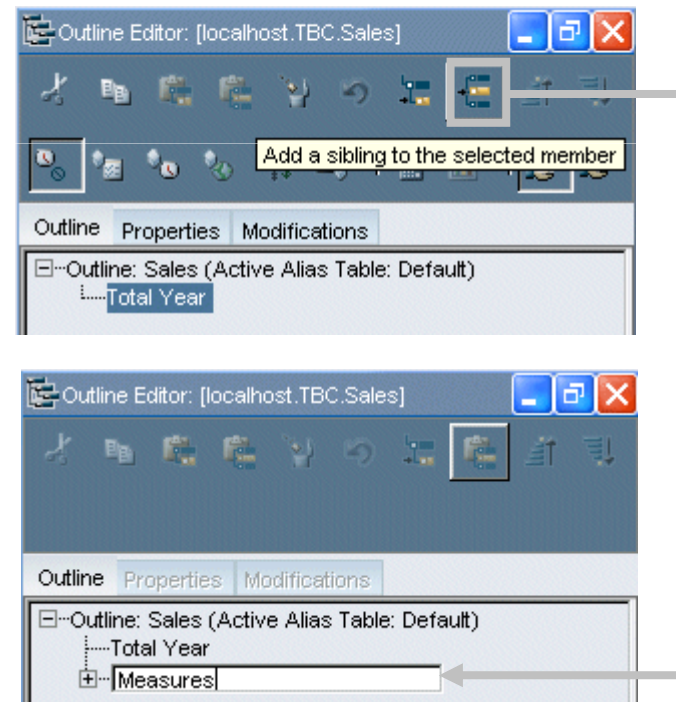 Outline Editor: [localhost.TBC.Sales]
Add a sibling to the selected member
Outline Properties Modifications
Outline: Sales (Active Alias Table: Default)
Total Year
Outline Editor: [localhost.TBC.Sales]
Outline Properties Modifications
Outline: Sales (Active Alias Table: Default)
Total Year
Measures